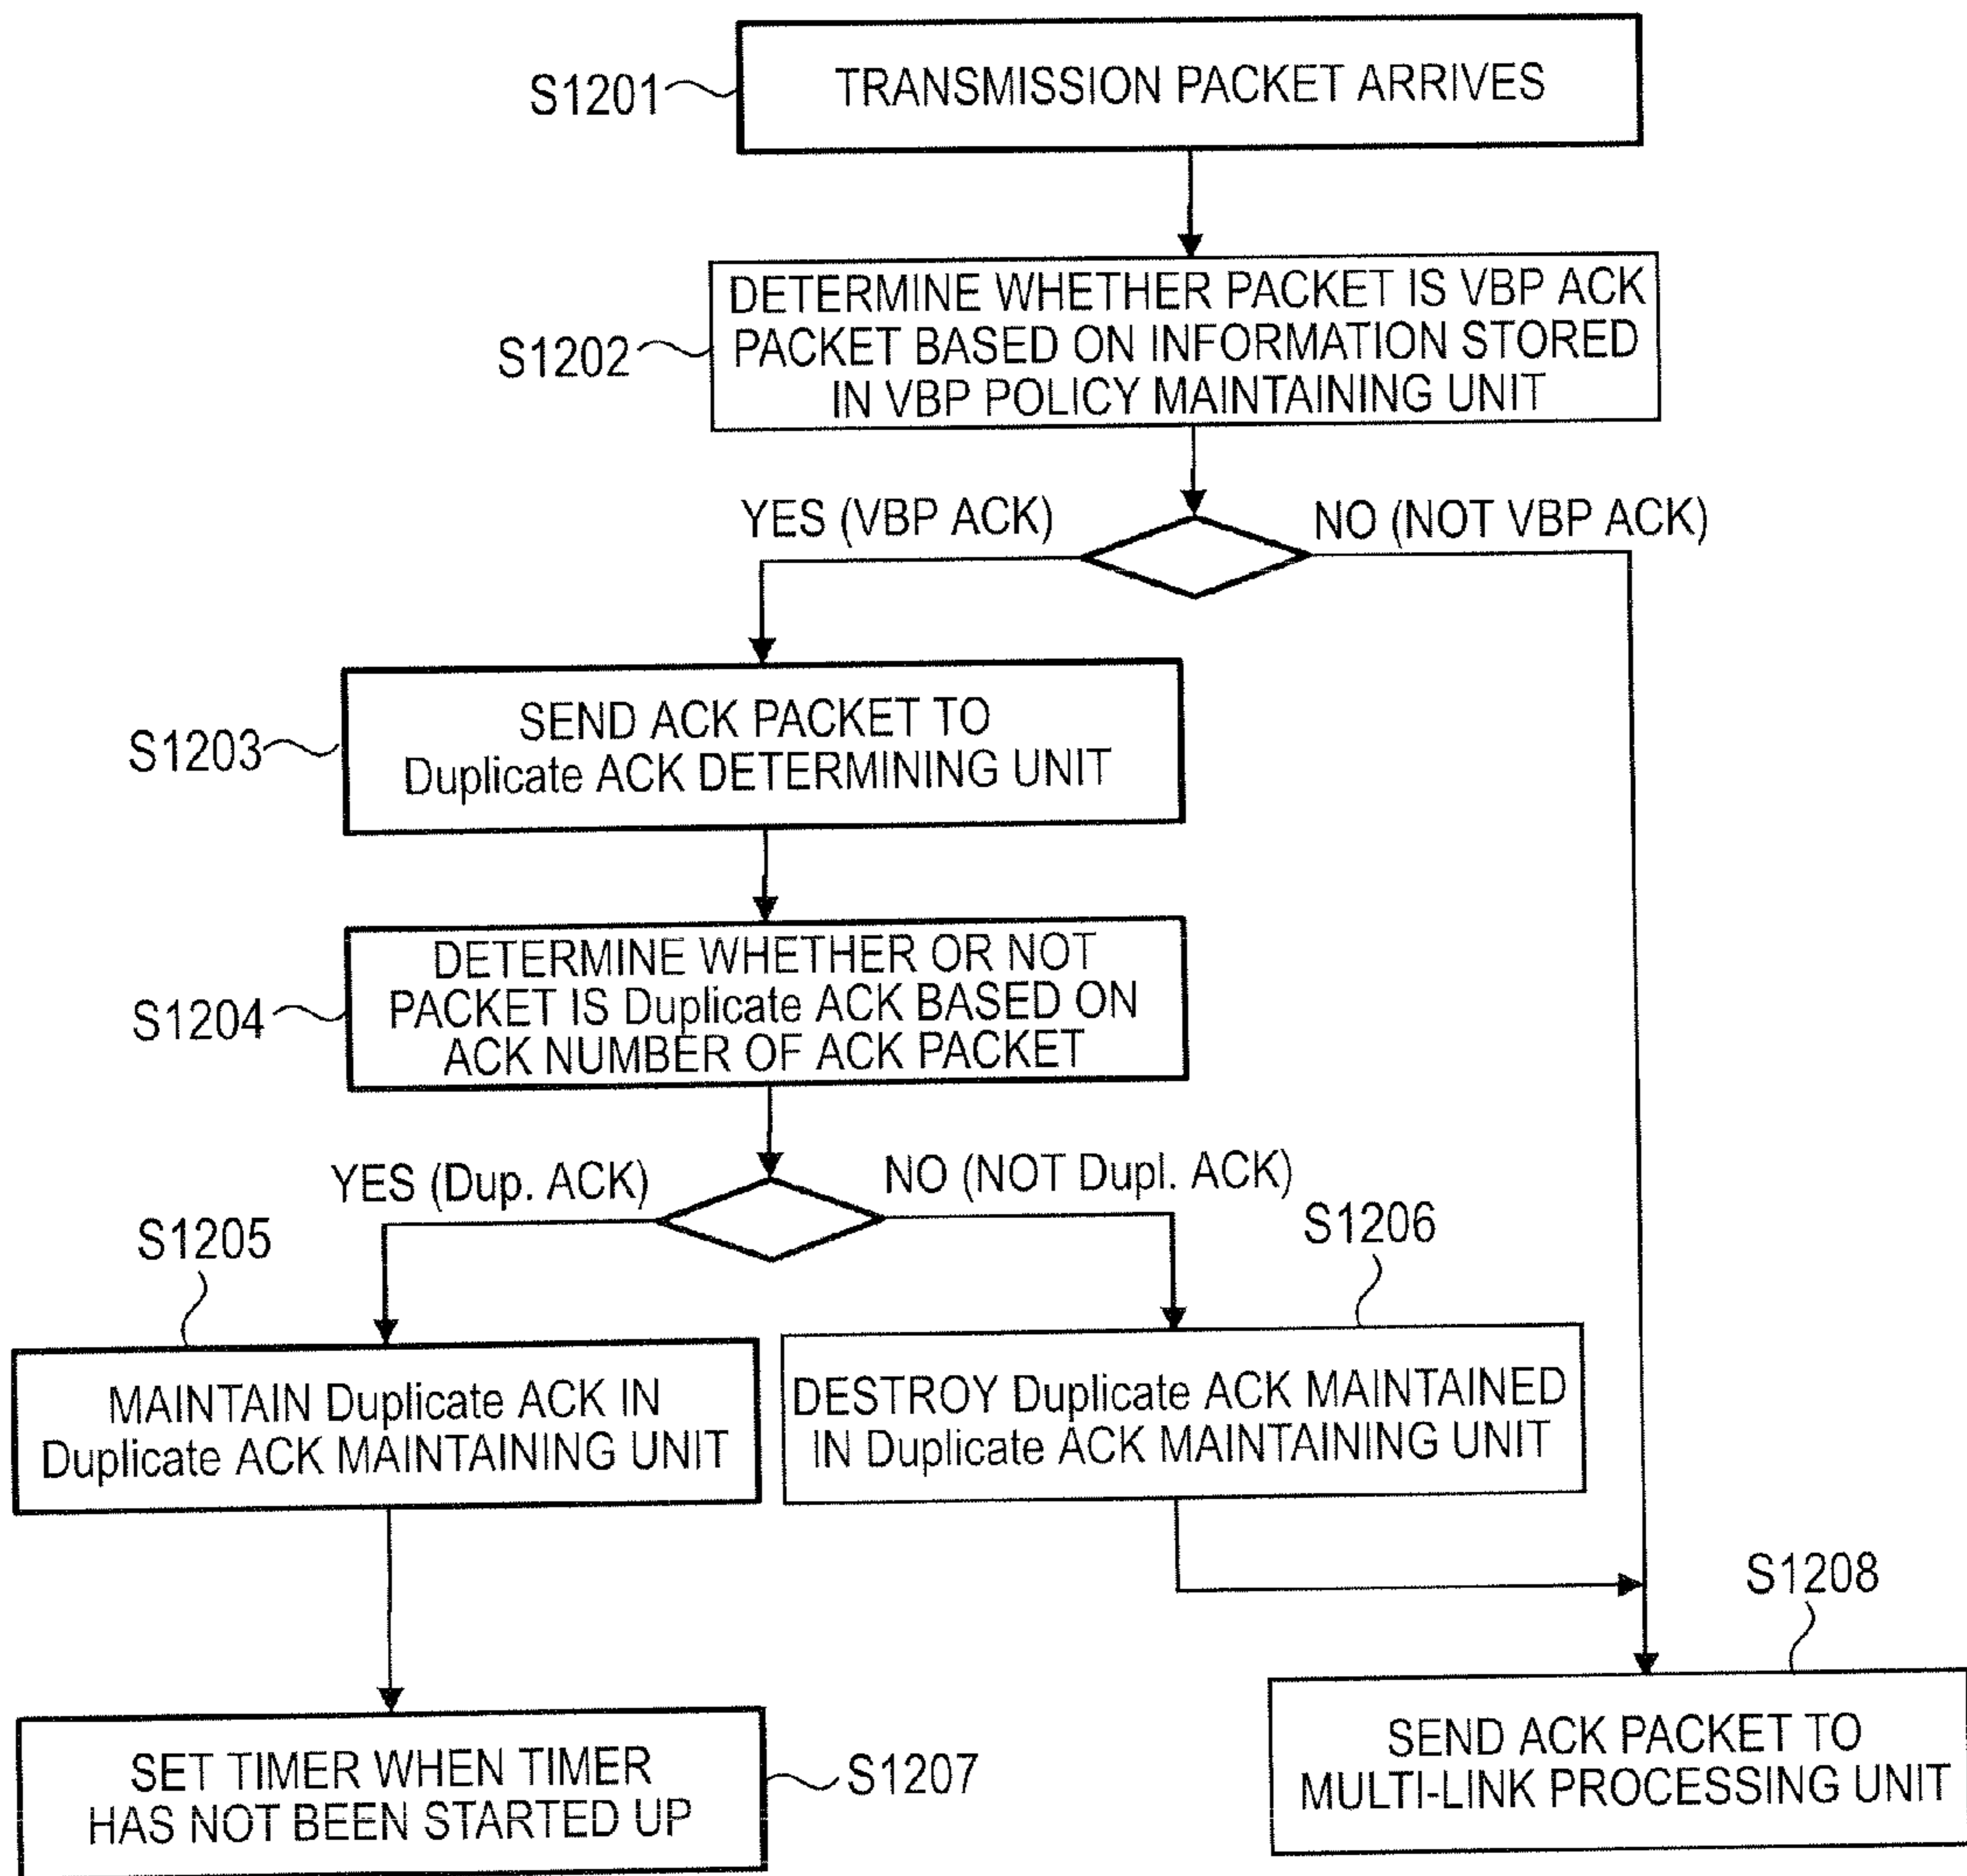 TRANSMISSION PACKET ARRIVES
S1201
DETERMINE WHETHER PACKET IS VBP ACK
PACKET BASED ON INFORMATION STORED
IN VBP POLICY MAINTAINING UNIT
S1202
YES (VBP ACK)
NO (NOT VBP ACK)
SEND ACK PACKET TO
Duplicate ACK DETERMINING UNIT
S1203
DETERMINE WHETHER OR NOT
PACKET IS Duplicate ACK BASED ON
ACK NUMBER OF ACK PACKET
S1204
YES (Dup. ACK)
NO (NOT Dupl. ACK)
S1205
S1206
MAINTAIN Duplicate ACK IN
Duplicate ACK MAINTAINING UNIT
DESTROY Duplicate ACK MAINTAINED
IN Duplicate ACK MAINTAINING UNIT
S1208
SET TIMER WHEN TIMER
HAS NOT BEEN STARTED UP
S1207
SEND ACK PACKET TO
MULTI-LINK PROCESSING UNIT